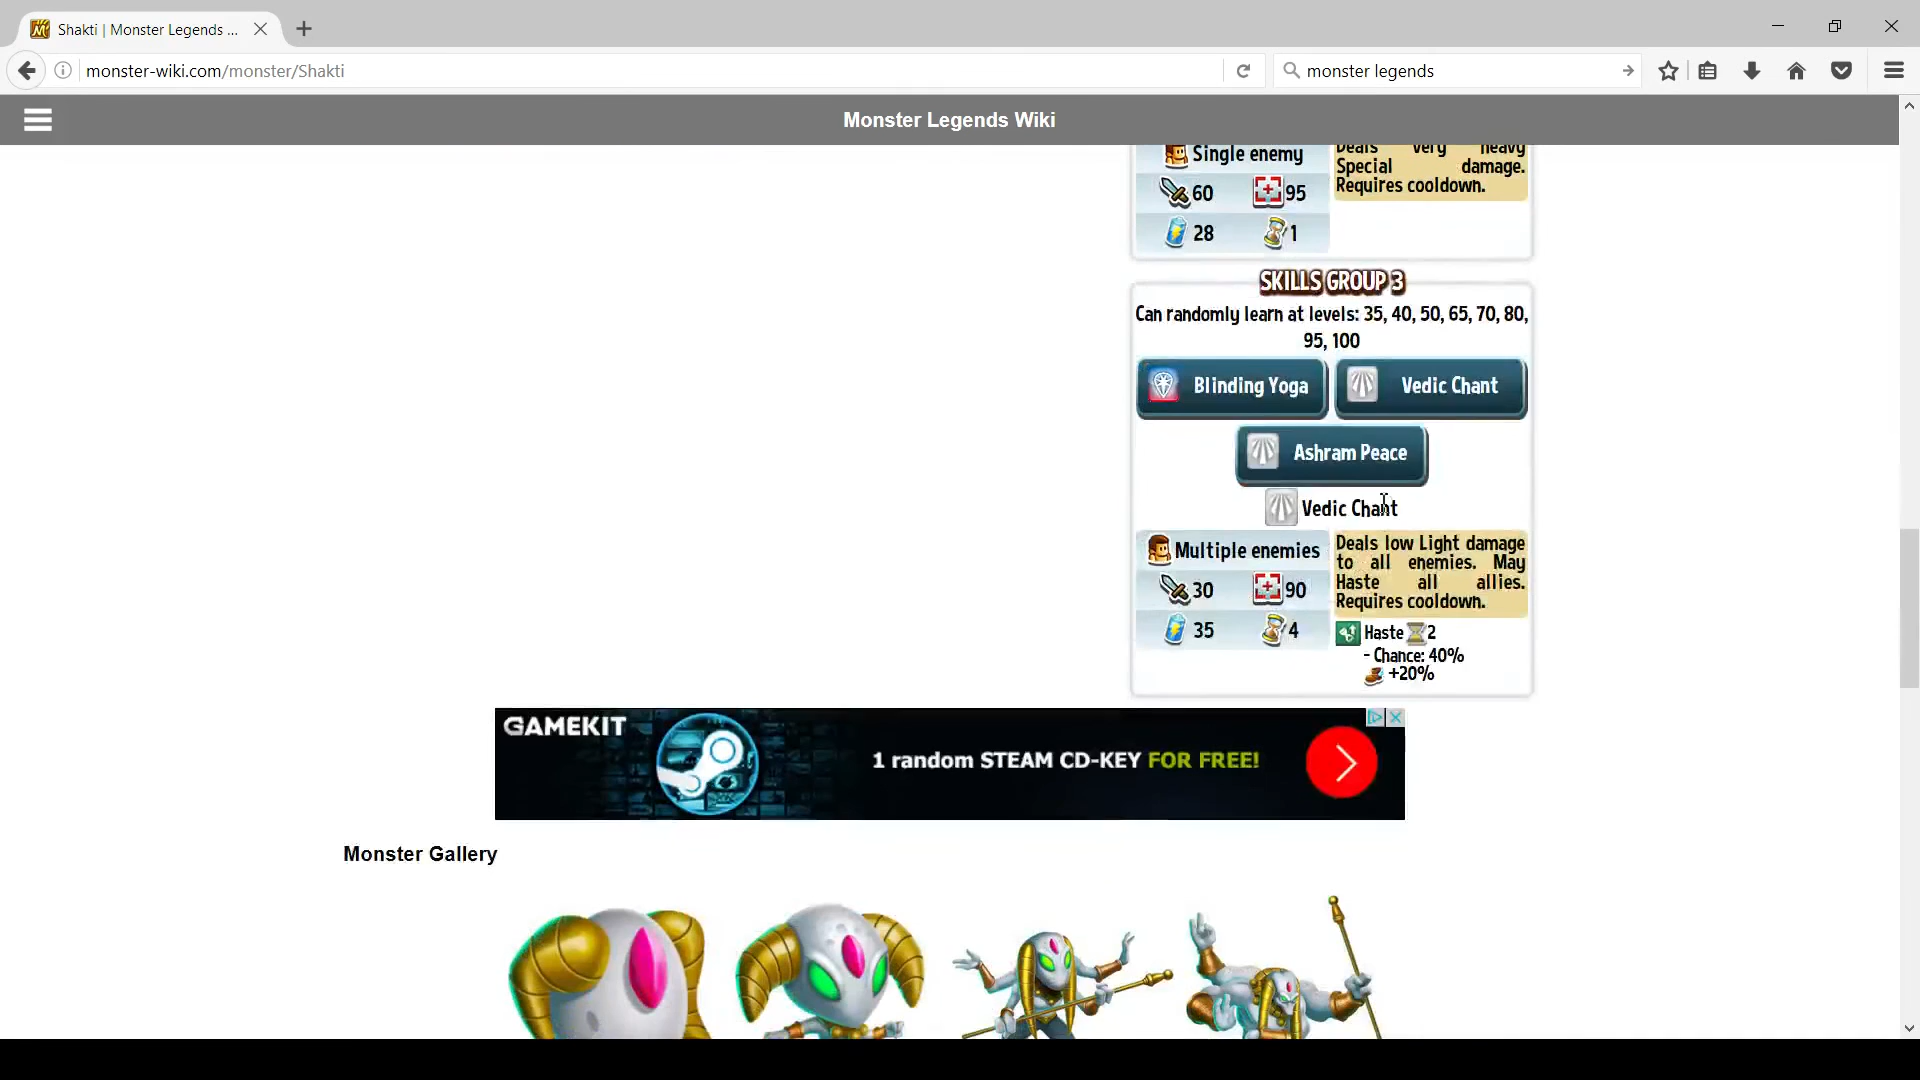 Shakti | Monster Legends ...
monster-wiki.com/monster/Shakti
monster legends
Monster Legends Wiki
Single enemy
60
95
28
1
Deals very heavy
Special damage.
Requires cooldown.
SKILLS GROUP 3
Can randomly learn at levels: 35, 40, 50, 65, 70, 80,
95, 100
Blinding Yoga
Vedic Chant
Ashram Peace
Vedic Chant
Multiple enemies
30
90
35
4
Deals low Light damage
to all enemies. May
Haste all allies.
Requires cooldown.
Haste 2
- Chance: 40%
+20%
GAMEKIT
1 random STEAM CD-KEY FOR FREE!
Monster Gallery